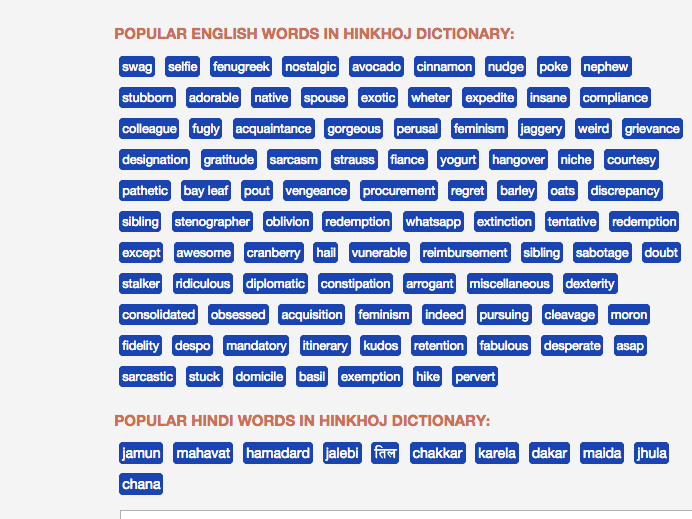 POPULAR ENGLISH WORDS IN HINKHOJ DICTIONARY:
swag selfie fenugreek nostalgic avocado cinnamon nudge poke nephew
stubborn adorable native spouse exotic wheter expedite insane compliance
colleague fugly acquaintance gorgeous perusal feminism jaggery weird grievance
designation gratitude sarcasm strauss fiance yogurt hangover niche courtesy
pathetic bay leaf pout vengeance procurement regret barley oats discrepancy
sibling stenographer oblivion redemption whatsapp extinction tentative redemption
except awesome cranberry hail vunerable reimbursement sibling sabotage doubt
stalker ridiculous diplomatic constipation arrogant miscellaneous dexterity
consolidated obsessed acquisition feminism indeed pursuing cleavage moron
fidelity despo mandatory itinerary kudos retention fabulous desperate asap
sarcastic stuck domicile basil exemption hike pervert
POPULAR HINDI WORDS IN HINKHOJ DICTIONARY:
jamun mahavat hamadard jalebi तिल chakkar karela dakar maida jhula
chana